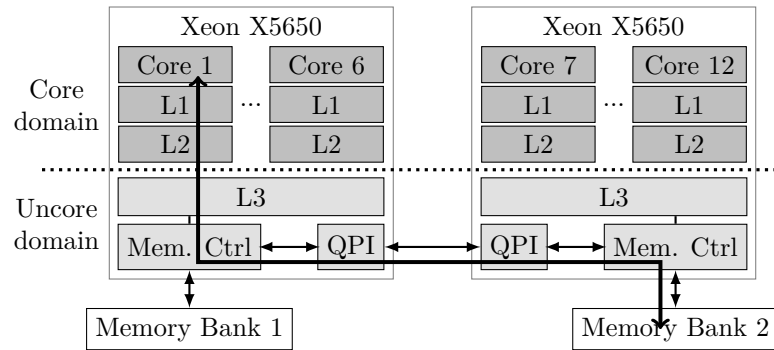 Xeon X5650 Xeon X5650
Core 1 Core 6 Core 7 Core 12
Core domain
L1 ... L1 L1 ... L1
L2 L2 L2 L2
L3 L3
Uncore domain
Mem. Ctrl QPI QPI Mem. Ctrl
Memory Bank 1 Memory Bank 2